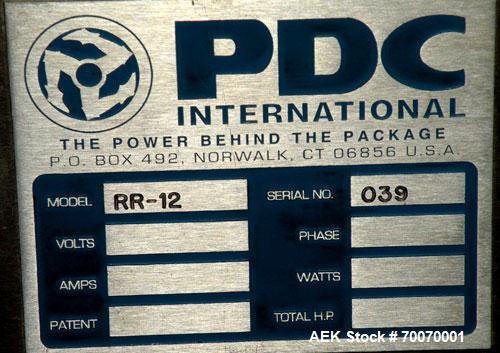 PDC
INTERNATIONAL
THE POWER BEHIND THE PACKAGE
P.O. BOX 492, NORWALK, CT 06856 U.S.A.
MODEL RR-12 SERIAL NO. 039
VOLTS PHASE
AMPS WATTS
PATENT TOTAL H.P.
AEK Stock # 70070001